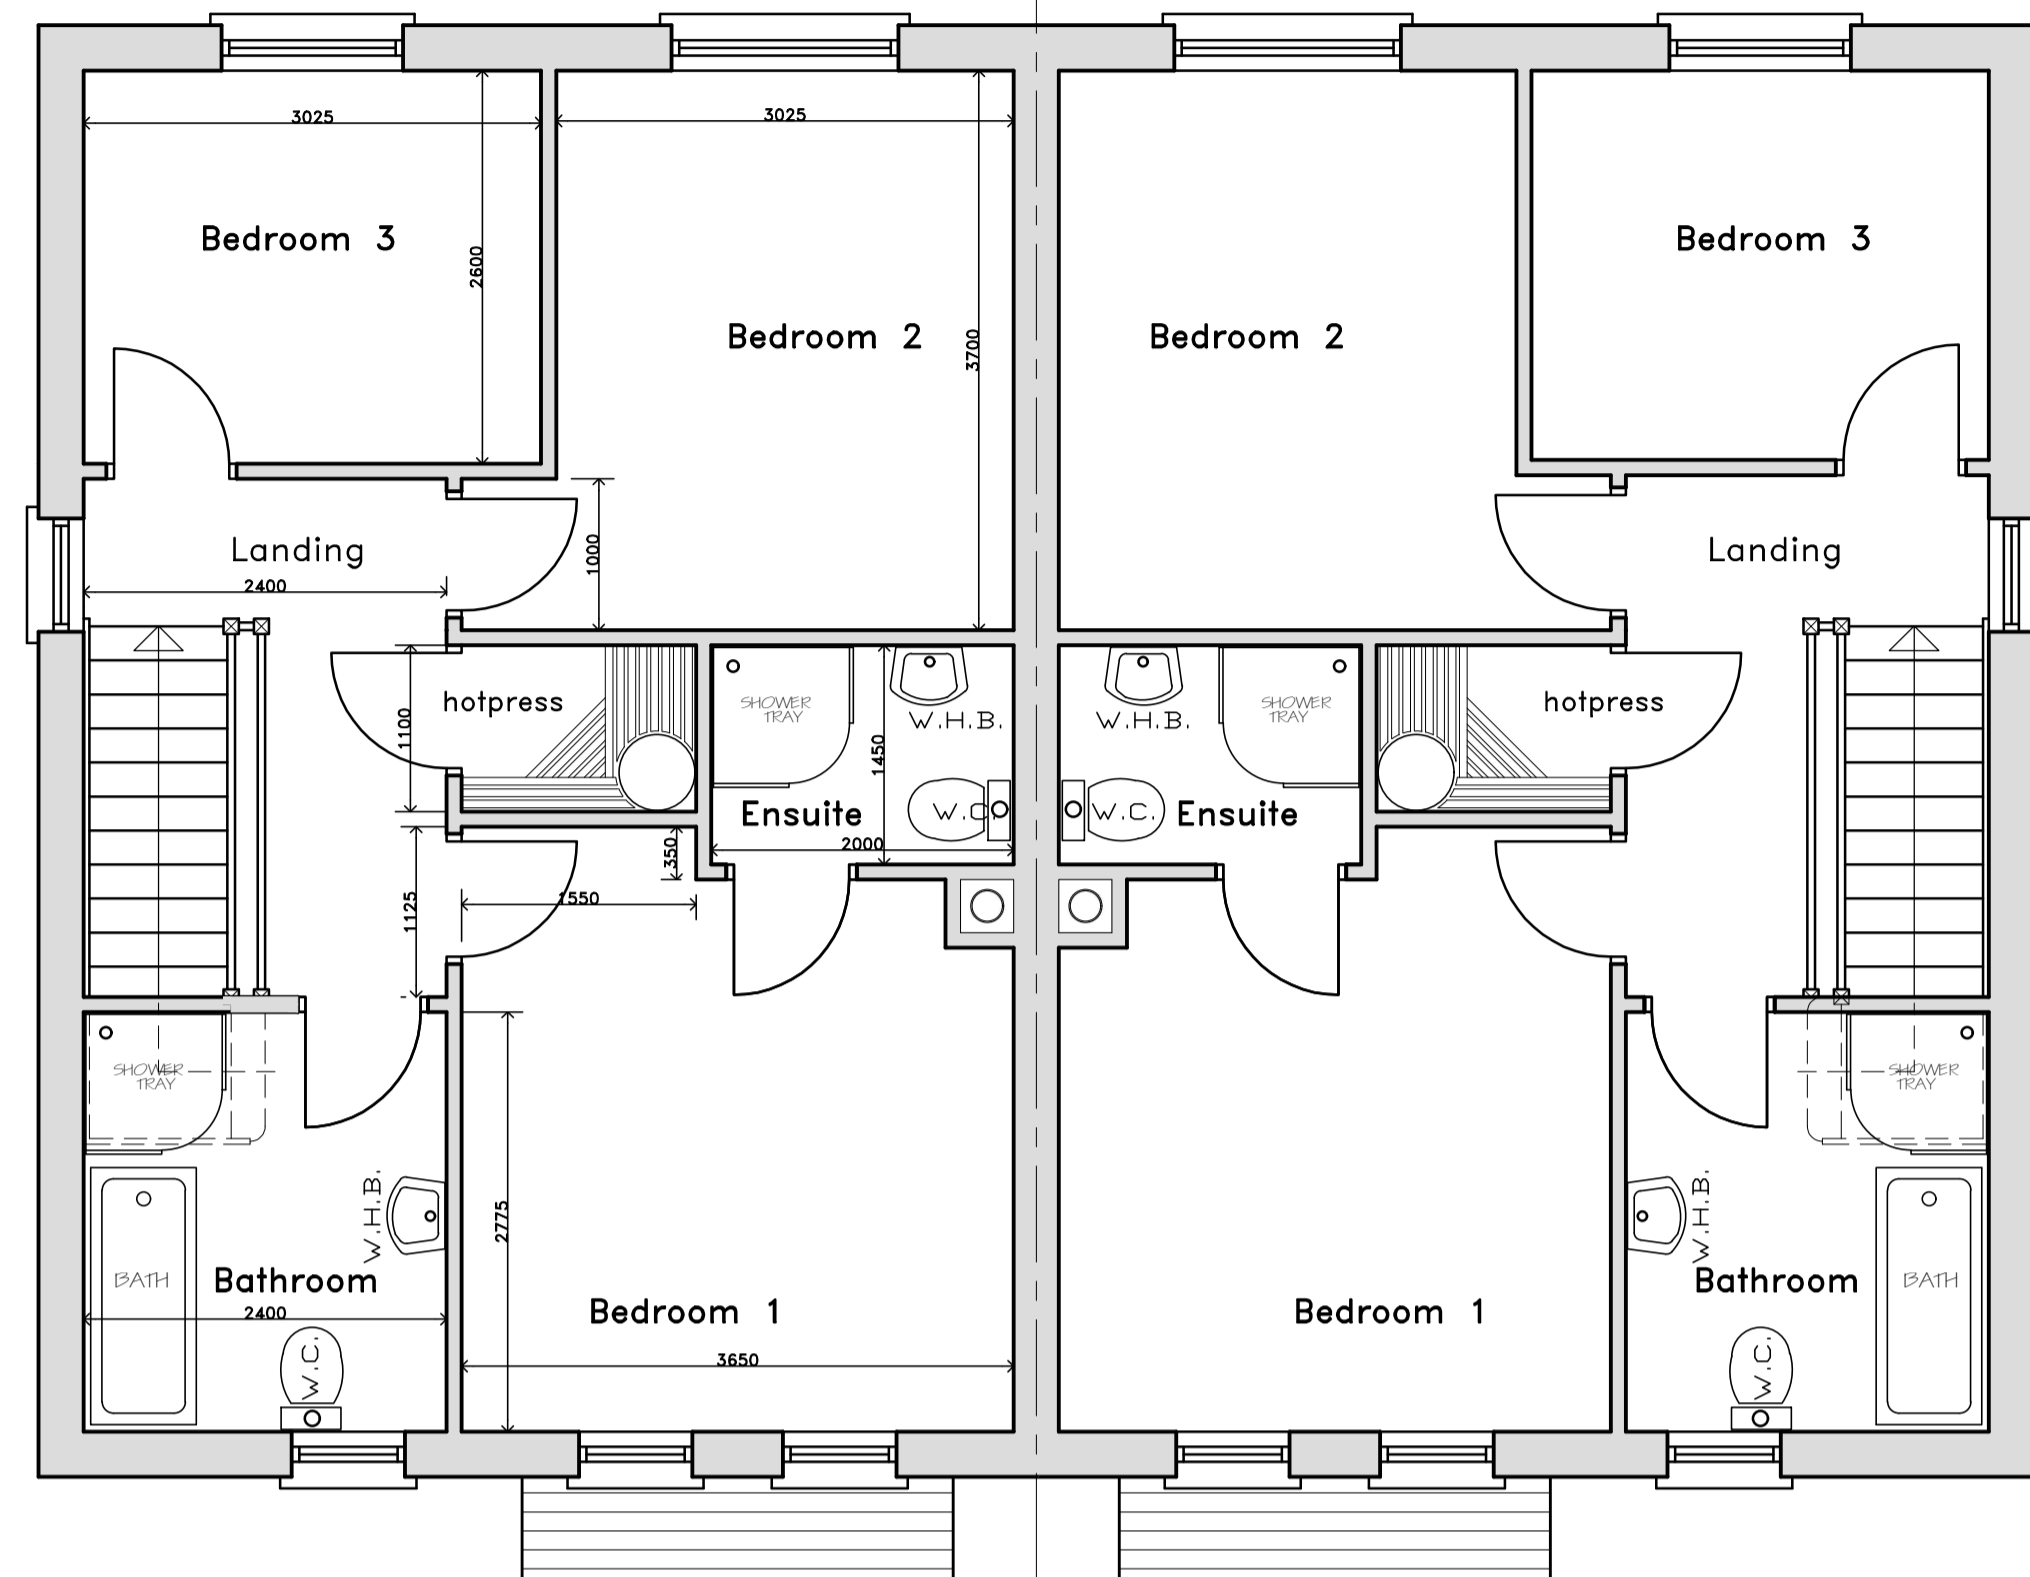 3025
3025
Bedroom 3
Bedroom 3
2600
Bedroom 2
3700
Bedroom 2
Landing
2400
1000
Landing
hotpress
1100
SHOWER
TRAY
W.H.B.
1450
W.C.
Ensuite
2000
W.H.B.
SHOWER
TRAY
W.C.
Ensuite
hotpress
350
1550
1125
SHOWER
TRAY
SHOWER
TRAY
W.H.B.
2775
W.H.B.
BATH
Bathroom
2400
W.C.
Bedroom 1
3650
Bedroom 1
Bathroom
BATH
W.C.